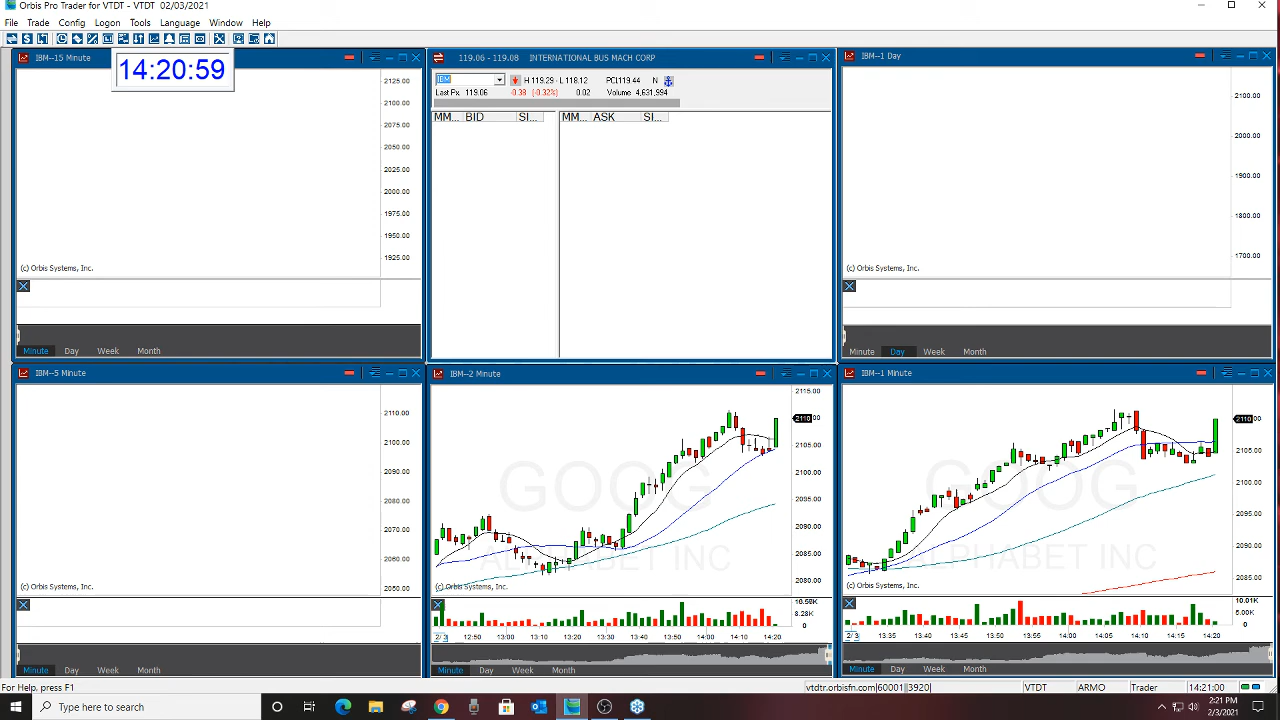 Orbis Pro Trader for VTDT - VTDT 02/03/2021
File Trade Config Logon Tools Language Window Help
IBM--15 Minute
14:20:59
2125.00
2100.00
2075.00
2050.00
2025.00
2000.00
1975.00
1950.00
1925.00
(c) Orbis Systems, Inc.
Minute Day Week Month
119.06 - 119.08 INTERNATIONAL BUS MACH CORP
IBM H 119.29 - L 118.12 PCl119.44 N
Last Px 119.06 -0.38 (-0.32%) 0.02 Volume 4,631,994
MM... BID SI... MM... ASK SI...
IBM--1 Day
2100.00
2000.00
1900.00
1800.00
1700.00
(c) Orbis Systems, Inc.
Minute Day Week Month
IBM--5 Minute
2110.00
2100.00
2090.00
2080.00
2070.00
2060.00
2050.00
(c) Orbis Systems, Inc.
Minute Day Week Month
IBM--2 Minute
GOOG
ALPHABET INC
2115.00
2110
2105.00
2100.00
2095.00
2090.00
2085.00
2080.00
(c) Orbis Systems, Inc.
8.28K
0
2/3 12:50 13:00 13:10 13:20 13:30 13:40 13:50 14:00 14:10 14:20
Minute Day Week Month
IBM--1 Minute
GOOG
ALPHABET INC
2110
2105.00
2100.00
2095.00
2090.00
2085.00
(c) Orbis Systems, Inc.
10.01K
5.00K
0
2/3 13:35 13:40 13:45 13:50 13:55 14:00 14:05 14:10 14:15 14:20
Minute Day Week Month
For Help, press F1
vtdtr.orbisfn.com|60001||3920| VTDT ARMO Trader 14:21:00
Type here to search
2:21 PM
2/3/2021